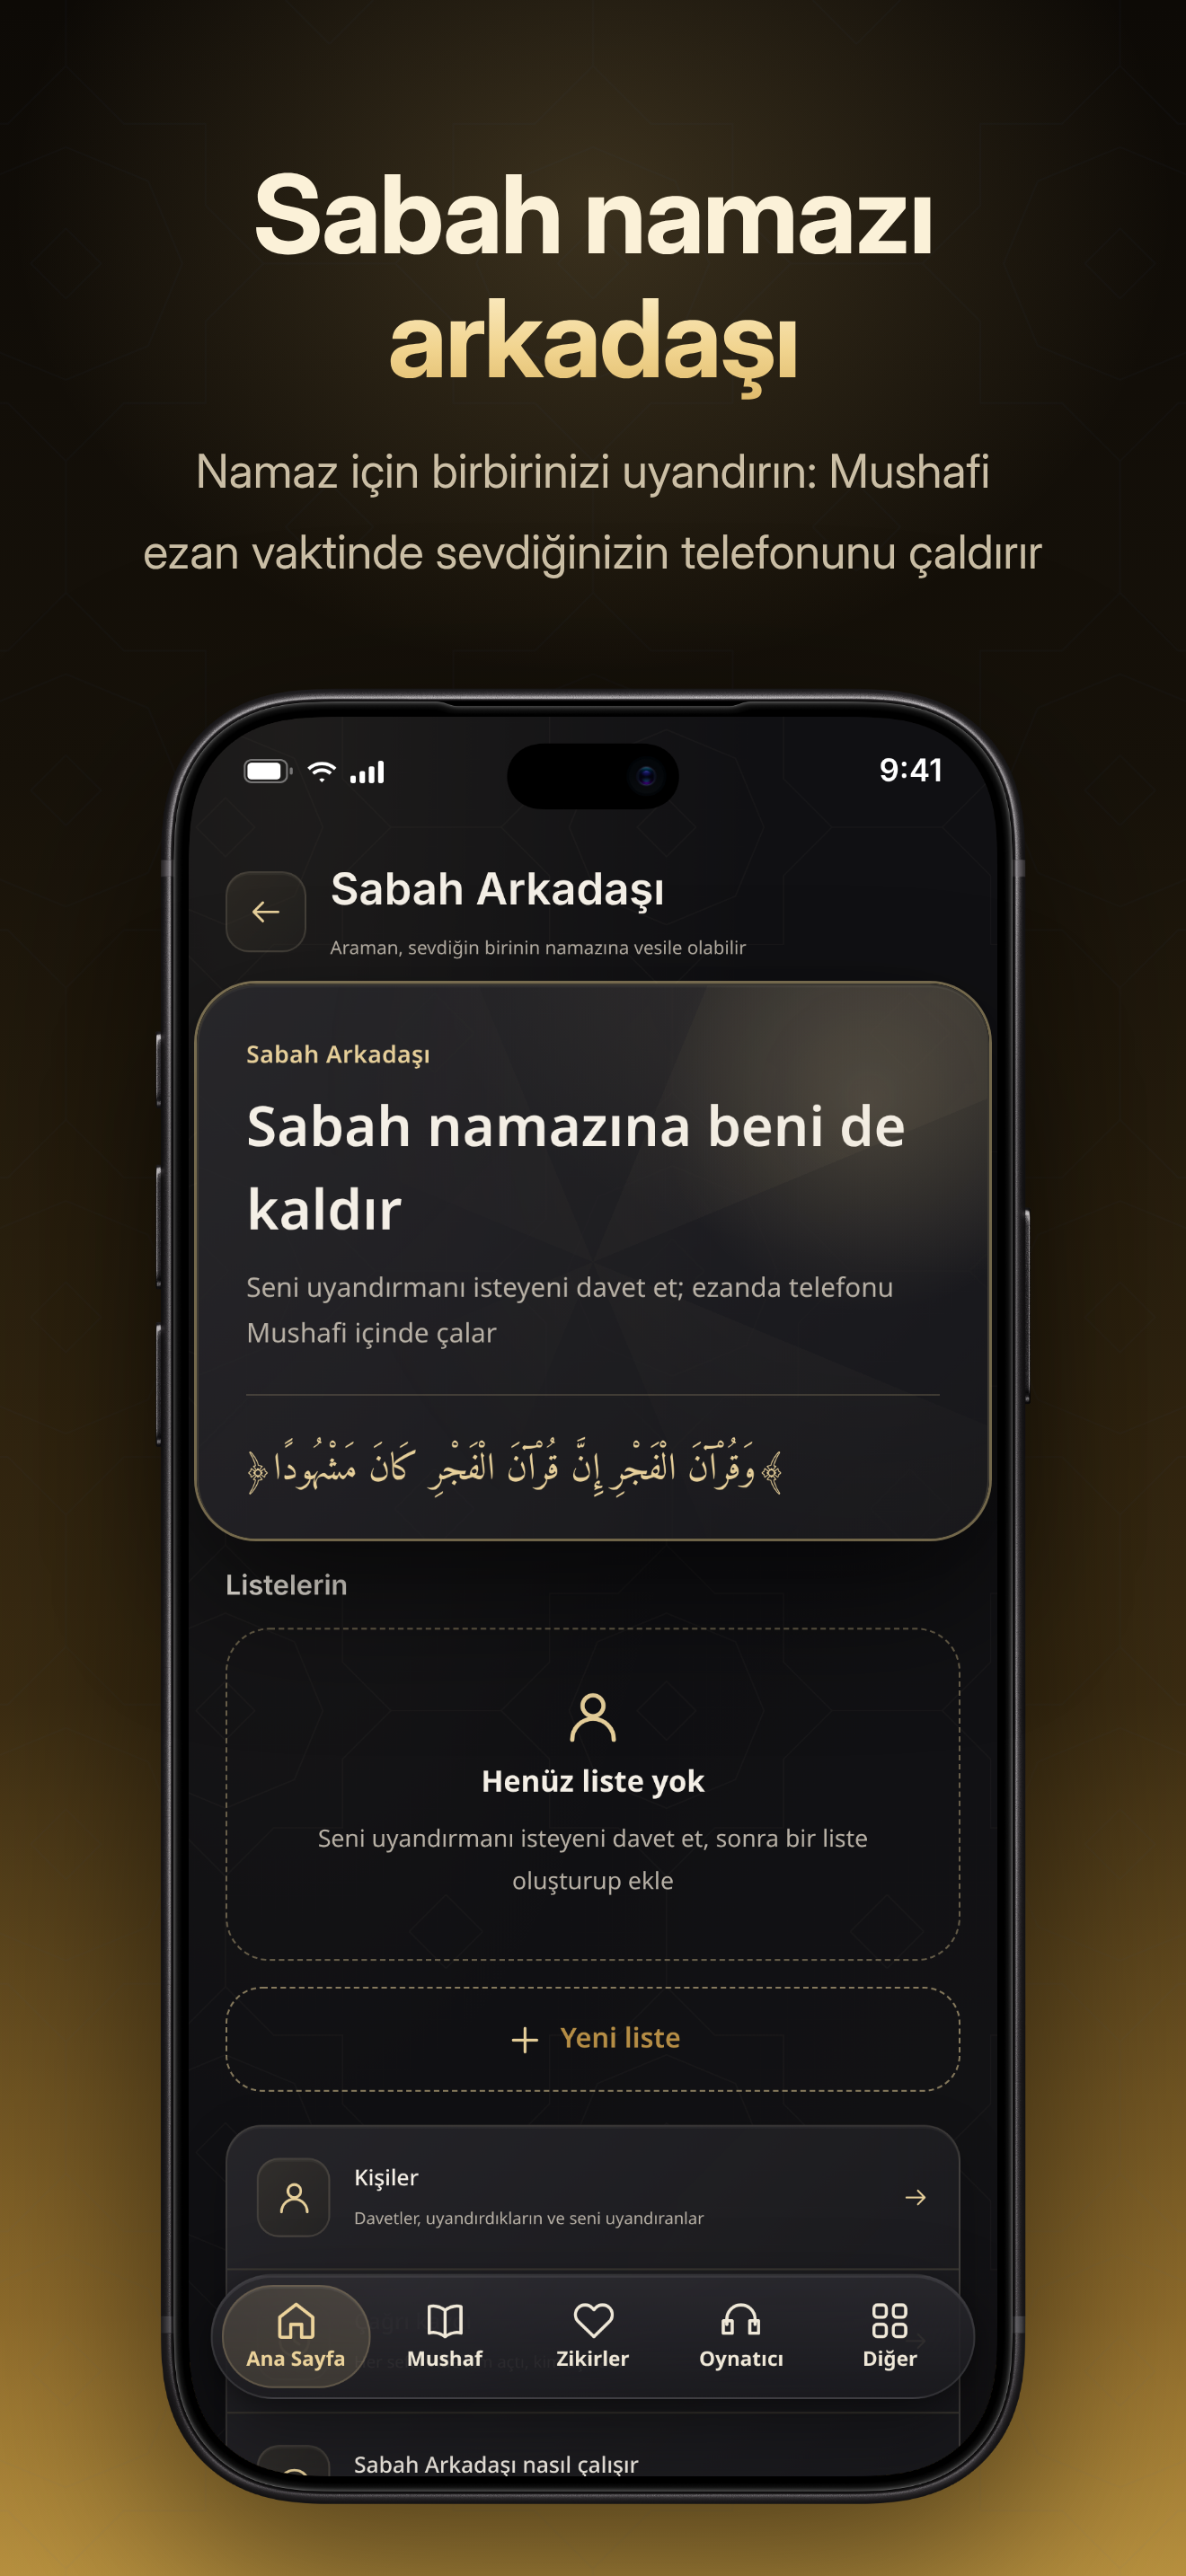 Sabah namazı
arkadaşı
Namaz için birbirinizi uyandırın: Mushafi
ezan vaktinde sevdiğinizin telefonunu çaldırır
9:41
Sabah Arkadaşı
Araman, sevdiğin birinin namazına vesile olabilir
Sabah Arkadaşı
Sabah namazına beni de
kaldır
Seni uyandırmanı isteyeni davet et; ezanda telefonu
Mushafi içinde çalar
﴿وَقُرْآنَ الْفَجْرِ إِنَّ قُرْآنَ الْفَجْرِ كَانَ مَشْهُودًا﴾
Listelerin
Henüz liste yok
Seni uyandırmanı isteyeni davet et, sonra bir liste
oluşturup ekle
+ Yeni liste
Kişiler
Davetler, uyandırdıkların ve seni uyandıranlar
Ana Sayfa
Mushaf
Zikirler
Oynatıcı
Diğer
Sabah Arkadaşı nasıl çalışır